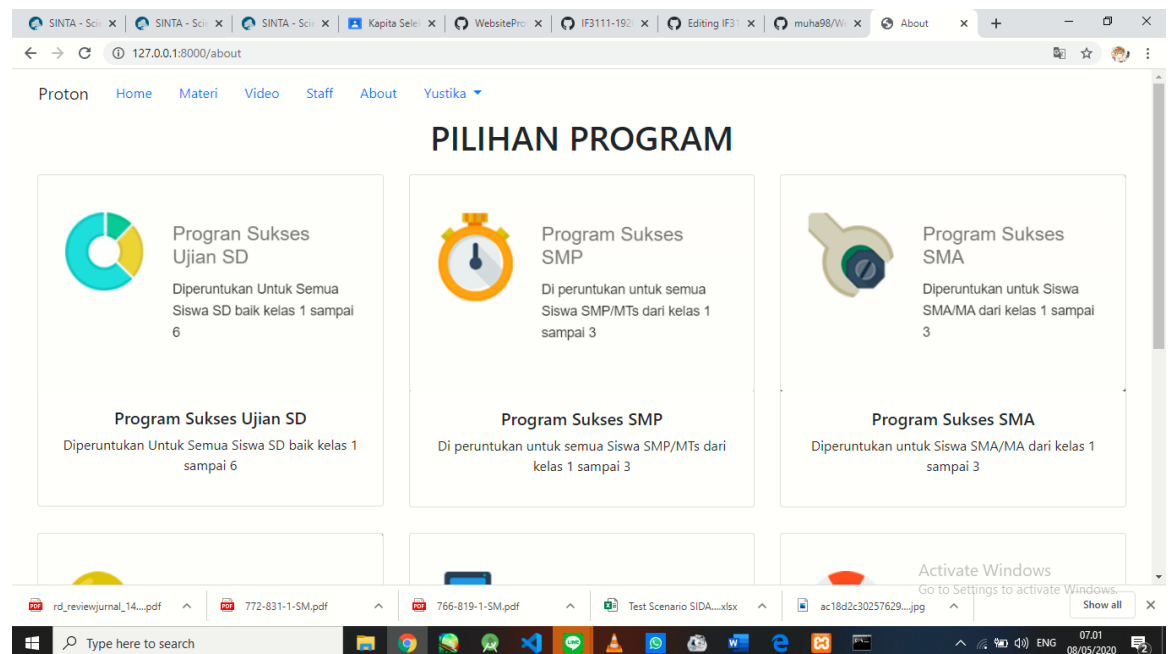 SINTA - Scie
SINTA - Scie
SINTA - Scie
Kapita Selek
WebsitePro
IF3111-192
Editing IF31
muha98/W
About
127.0.0.1:8000/about
Proton Home Materi Video Staff About Yustika
PILIHAN PROGRAM
Progran Sukses
Ujian SD
Diperuntukan Untuk Semua
Siswa SD baik kelas 1 sampai
6
Program Sukses Ujian SD
Diperuntukan Untuk Semua Siswa SD baik kelas 1
sampai 6
Program Sukses
SMP
Di peruntukan untuk semua
Siswa SMP/MTs dari kelas 1
sampai 3
Program Sukses SMP
Di peruntukan untuk semua Siswa SMP/MTs dari
kelas 1 sampai 3
Program Sukses
SMA
Diperuntukan untuk Siswa
SMA/MA dari kelas 1 sampai
3
Program Sukses SMA
Diperuntukan untuk Siswa SMA/MA dari kelas 1
sampai 3
Activate Windows
Go to Settings to activate Windows.
rd_reviewjurnal_14....pdf
772-831-1-SM.pdf
766-819-1-SM.pdf
Test Scenario SIDA....xlsx
ac18d2c30257629....jpg
Show all
Type here to search
ENG
07.01
08/05/2020
2